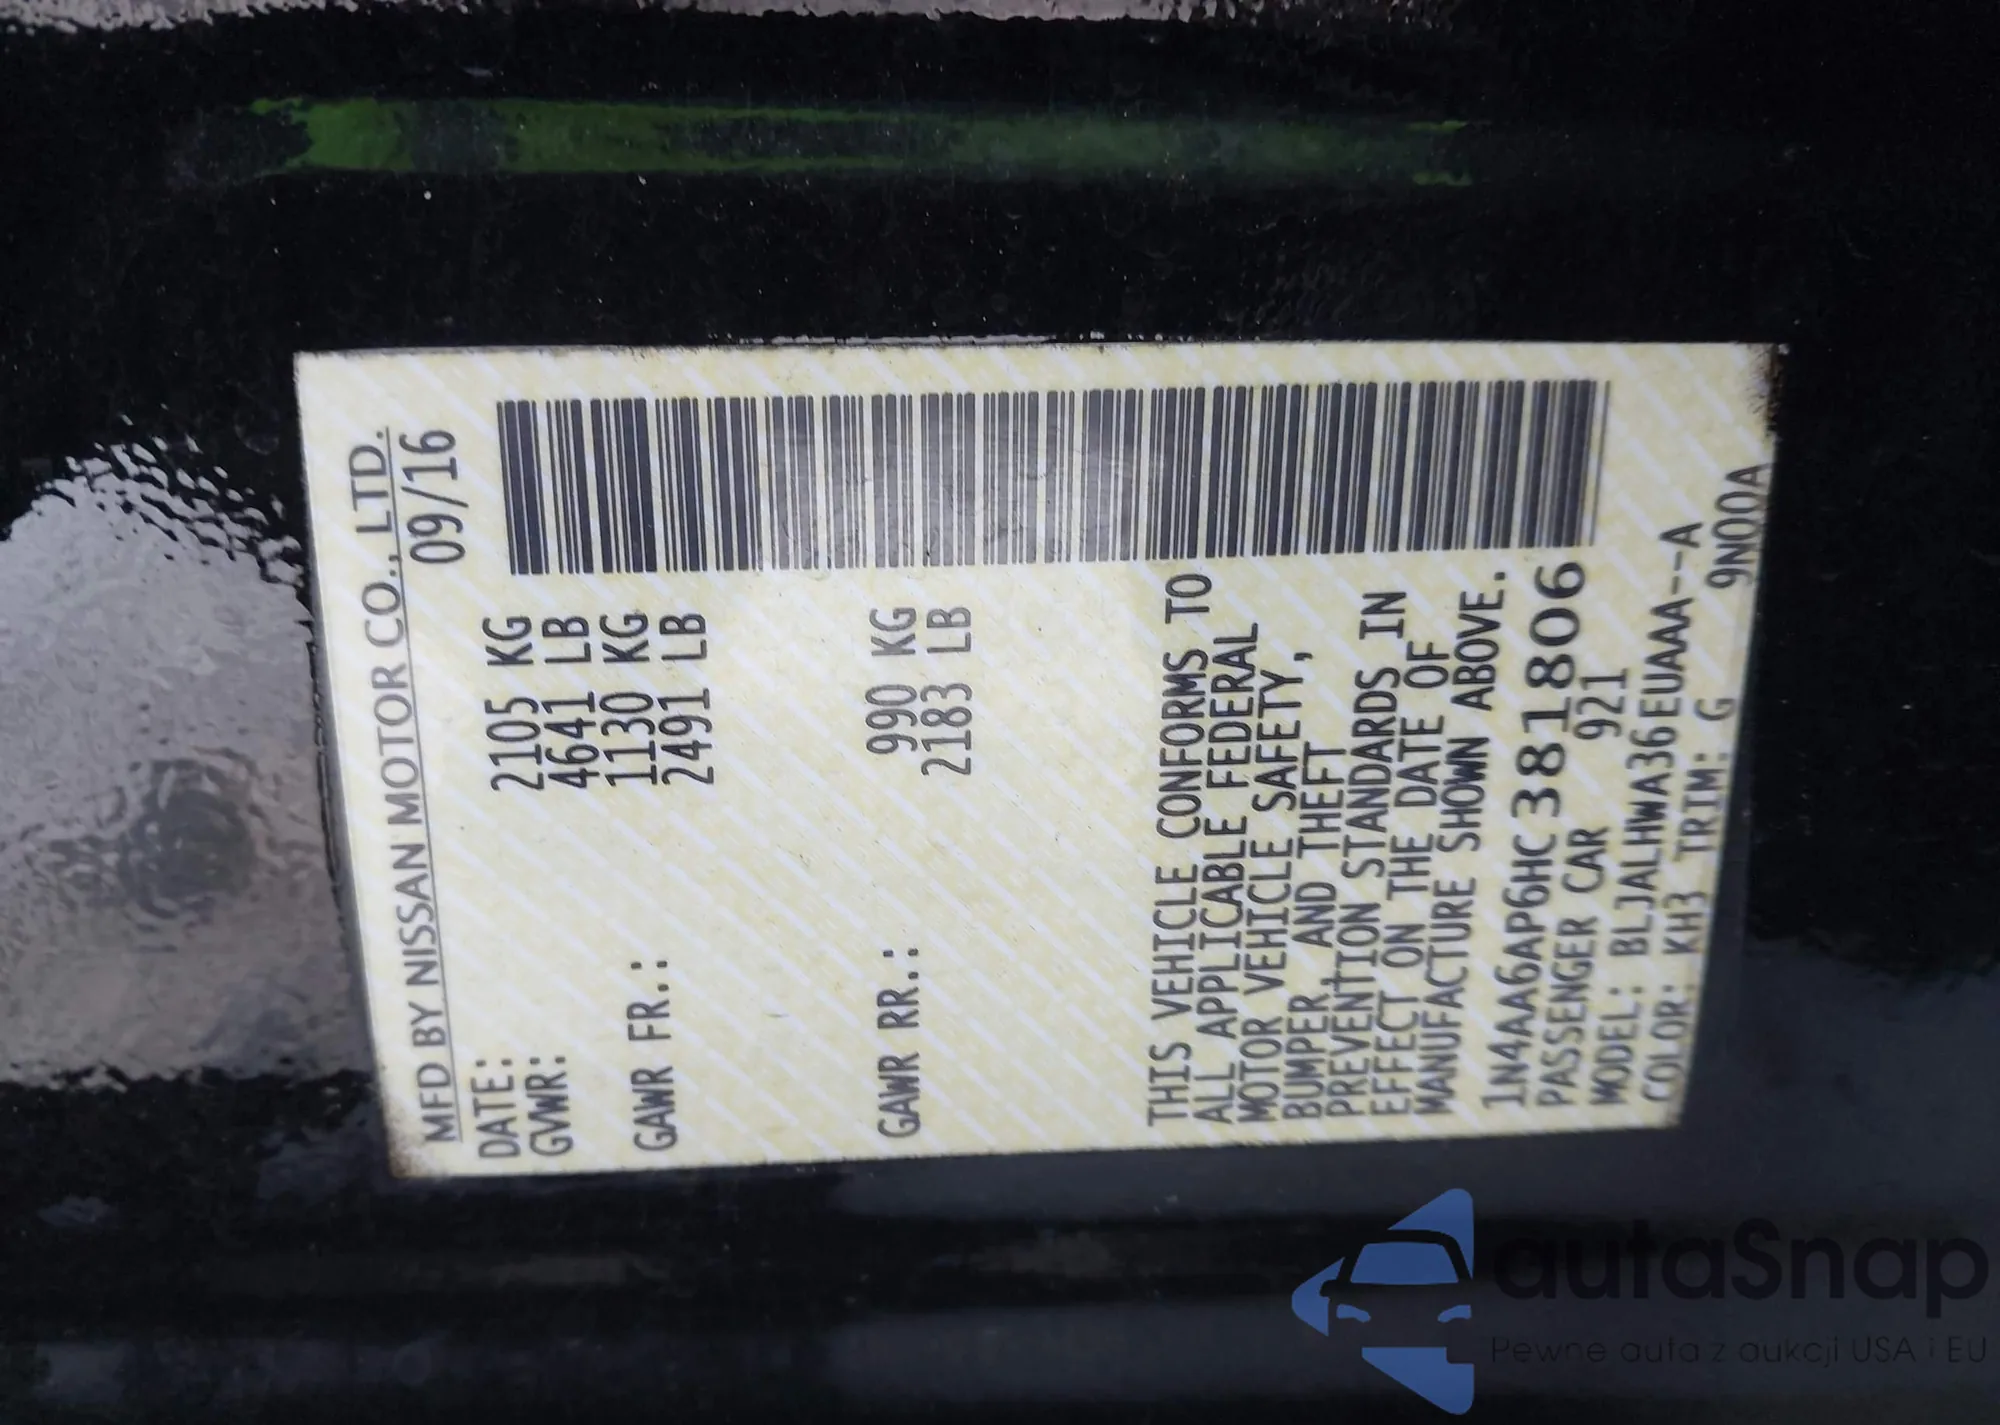 MFD BY NISSAN MOTOR CO., LTD.
DATE: 09/16
GVWR: 2105 KG
4641 LB
GAWR FR.: 1130 KG
2491 LB
GAWR RR.: 990 KG
2183 LB
THIS VEHICLE CONFORMS TO
ALL APPLICABLE FEDERAL
MOTOR VEHICLE SAFETY,
BUMPER, AND THEFT
PREVENTION STANDARDS IN
EFFECT ON THE DATE OF
MANUFACTURE SHOWN ABOVE.
1N4AA6AP6HC381806
PASSENGER CAR 921
MODEL: BLJALHWA36EUAAA--A
COLOR: KH3 TRIM: G 9N00A
autaSnap
Pewne auta z aukcji USA i EU